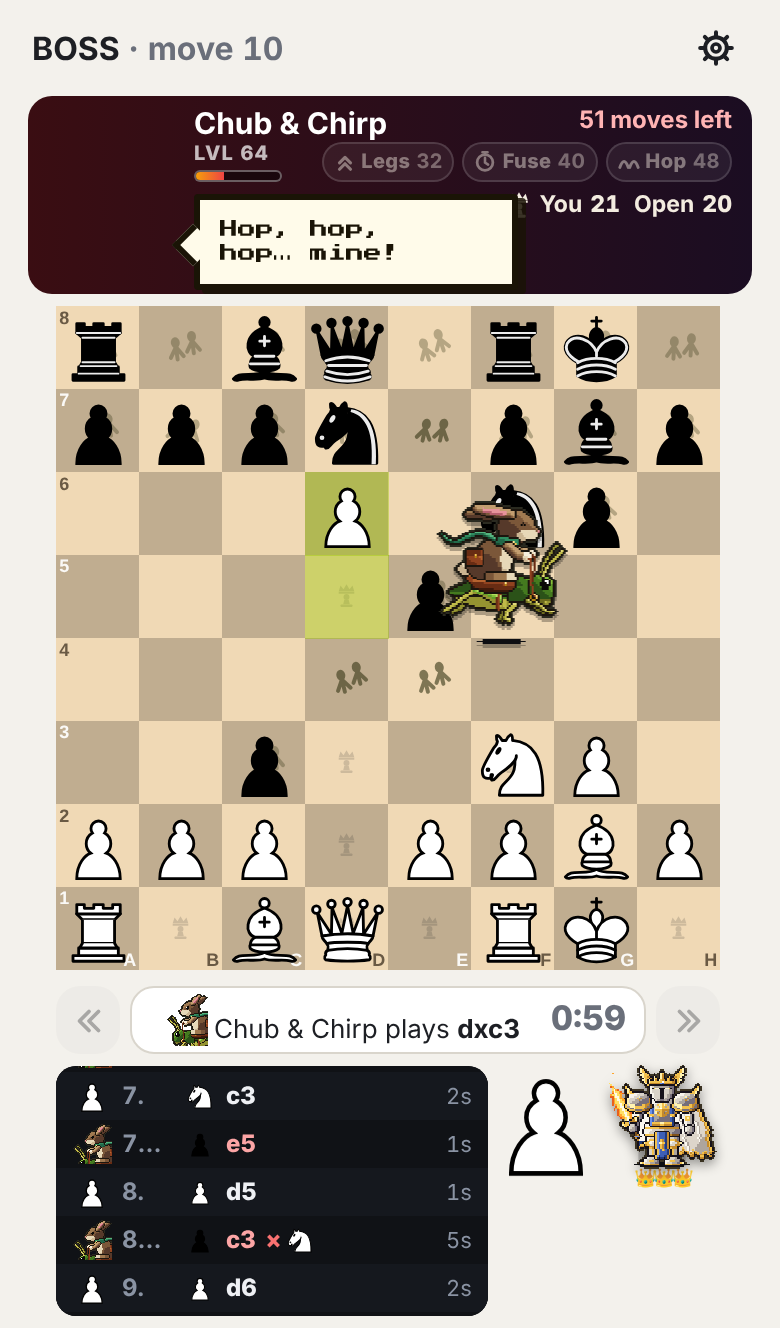 BOSS · move 10
Chub & Chirp
51 moves left
LVL 64
Legs 32
Fuse 40
Hop 48
You 21 Open 20
Hop, hop,
hop… mine!
8
7
6
5
4
3
2
1
A B C D E F G H
Chub & Chirp plays dxc3
0:59
7. c3 2s
7... e5 1s
8. d5 1s
8... c3 × 5s
9. d6 2s